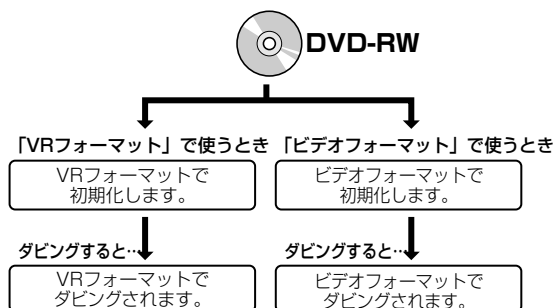 DVD-RW
「VRフォーマット」で使うとき
VRフォーマットで
初期化します。
ダビングすると…
VRフォーマットで
ダビングされます。
「ビデオフォーマット」で使うとき
ビデオフォーマットで
初期化します。
ダビングすると…
ビデオフォーマットで
ダビングされます。